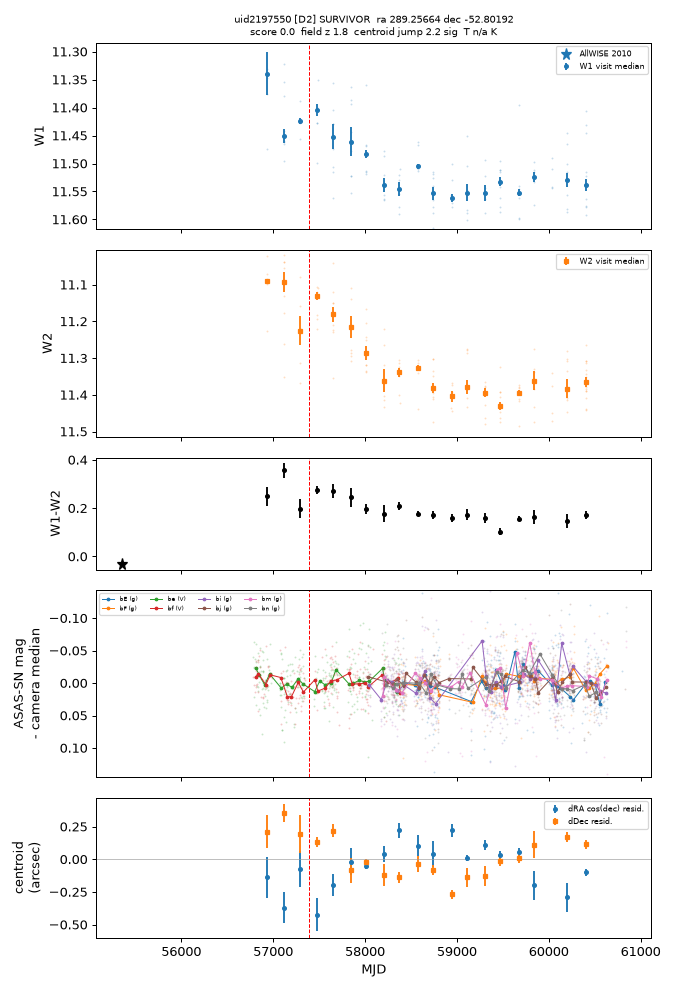 uid2197550 [D2] SURVIVOR ra 289.25664 dec -52.80192
score 0.0 field z 1.8 centroid jump 2.2 sig T n/a K
11.30
11.35
11.40
11.45
11.50
11.55
11.60
W1
AllWISE 2010
W1 visit median
11.1
11.2
11.3
11.4
11.5
W2
W2 visit median
0.4
0.2
0.0
W1-W2
−0.10
−0.05
0.00
0.05
0.10
ASAS-SN mag
- camera median
bE (g)
bF (g)
be (V)
bf (V)
bi (g)
bj (g)
bm (g)
bn (g)
0.25
0.00
−0.25
−0.50
centroid
(arcsec)
dRA cos(dec) resid.
dDec resid.
56000
57000
58000
59000
60000
61000
MJD